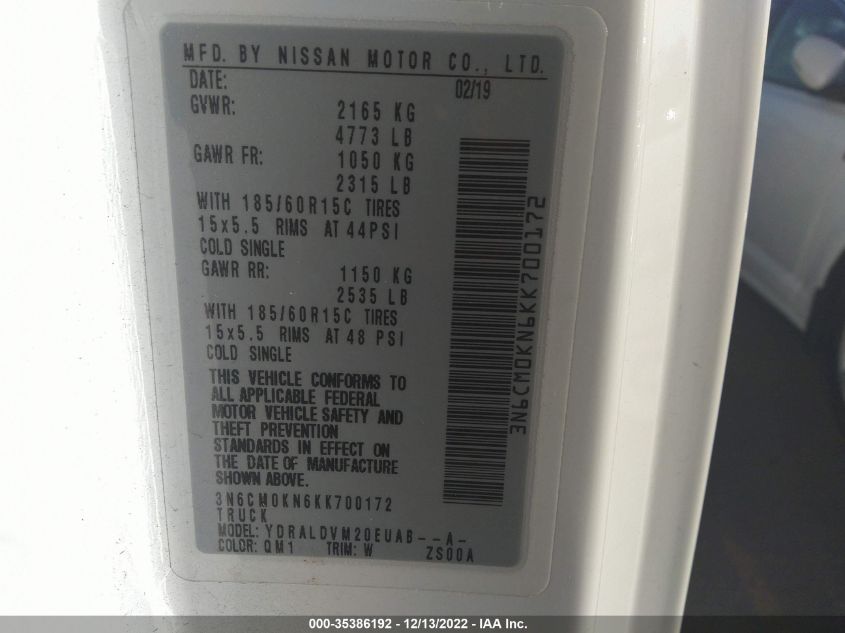 MFD. BY NISSAN MOTOR CO., LTD.
DATE: 02/19
GVWR: 2165 KG
4773 LB
GAWR FR: 1050 KG
2315 LB
WITH 185/60R15C TIRES
15x5.5 RIMS AT 44PSI
COLD SINGLE
GAWR RR: 1150 KG
2535 LB
WITH 185/60R15C TIRES
15x5.5 RIMS AT 48 PSI
COLD SINGLE
THIS VEHICLE CONFORMS TO
ALL APPLICABLE FEDERAL
MOTOR VEHICLE SAFETY AND
THEFT PREVENTION
STANDARDS IN EFFECT ON
THE DATE OF MANUFACTURE
SHOWN ABOVE.
3N6CM0KN6KK700172
TRUCK
MODEL: YDRALDVM20EUAB--A-
COLOR: QM1 TRIM: W ZS00A
3N6CM0KN6KK700172
000-35386192 - 12/13/2022 - IAA Inc.